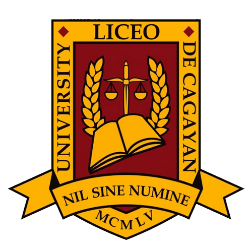 LICEO
UNIVERSITY
DE CAGAYAN
NIL SINE NUMINE
MCMLV